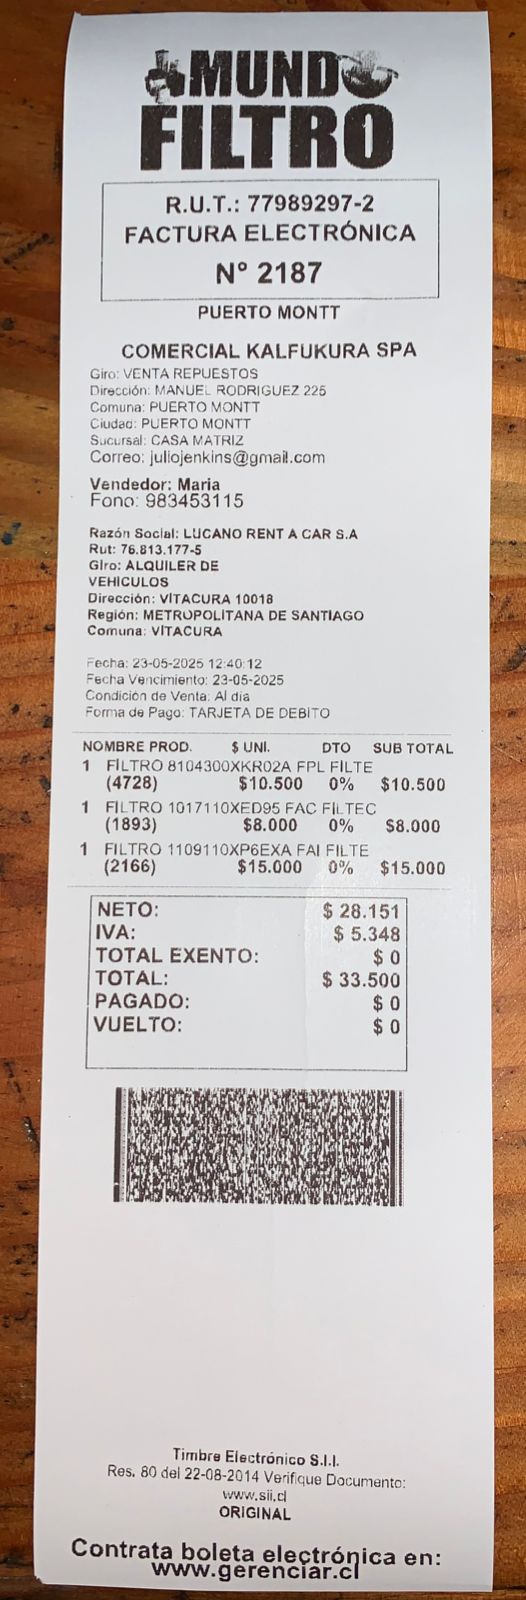 MUNDO
FILTRO
R.U.T.: 77989297-2
FACTURA ELECTRÓNICA
N° 2187
PUERTO MONTT
COMERCIAL KALFUKURA SPA
Giro: VENTA REPUESTOS
Dirección: MANUEL RODRIGUEZ 225
Comuna: PUERTO MONTT
Ciudad: PUERTO MONTT
Sucursal: CASA MATRIZ
Correo: juliojenkins@gmail.com
Vendedor: Maria
Fono: 983453115
Razón Social: LUCANO RENT A CAR S.A
Rut: 76.813.177-5
Giro: ALQUILER DE
VEHICULOS
Dirección: VITACURA 10018
Región: METROPOLITANA DE SANTIAGO
Comuna: VITACURA
Fecha: 23-05-2025 12:40:12
Fecha Vencimiento: 23-05-2025
Condición de Venta: Al día
Forma de Pago: TARJETA DE DEBITO
NOMBRE PROD. $ UNI. DTO SUB TOTAL
1 FILTRO 8104300XKR02A FPL FILTE
(4728) $10.500 0% $10.500
1 FILTRO 1017110XED95 FAC FILTEC
(1893) $8.000 0% $8.000
1 FILTRO 1109110XP6EXA FAI FILTE
(2166) $15.000 0% $15.000
NETO: $ 28.151
IVA: $ 5.348
TOTAL EXENTO: $ 0
TOTAL: $ 33.500
PAGADO: $ 0
VUELTO: $ 0
Timbre Electrónico S.I.I.
Res. 80 del 22-08-2014 Verifique Documento:
www.sii.cl
ORIGINAL
Contrata boleta electrónica en:
www.gerenciar.cl